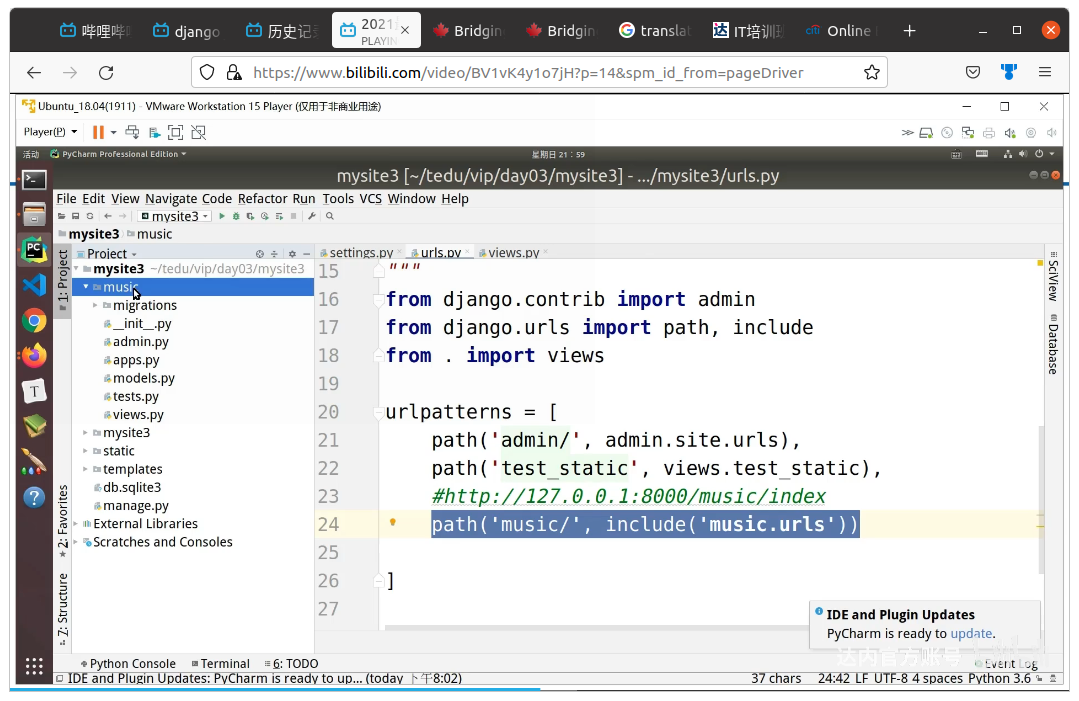 哔哩哔
django
历史记
2021
PLAYIN
Bridgin
Bridgin
translat
达 IT培训
citi Online
https://www.bilibili.com/video/BV1vK4y1o7jH?p=14&spm_id_from=pageDriver
Ubuntu_18.04(1911) - VMware Workstation 15 Player (仅用于非商业用途)
Player(P)
活动 PyCharm Professional Edition 星期日 21：59
mysite3 [~/tedu/vip/day03/mysite3] - .../mysite3/urls.py
File Edit View Navigate Code Refactor Run Tools VCS Window Help
mysite3
mysite3 music
Project
settings.py urls.py views.py
1: Project
2: Favorites
Z: Structure
SciView
Database
mysite3 ~/tedu/vip/day03/mysite3
music
migrations
__init__.py
admin.py
apps.py
models.py
tests.py
views.py
mysite3
static
templates
db.sqlite3
manage.py
External Libraries
Scratches and Consoles
15 """
16 from django.contrib import admin
17 from django.urls import path, include
18 from . import views
19
20 urlpatterns = [
21 path('admin/', admin.site.urls),
22 path('test_static', views.test_static),
23 #http://127.0.0.1:8000/music/index
24 path('music/', include('music.urls'))
25
26 ]
27
IDE and Plugin Updates
PyCharm is ready to update.
达内官方账号
Python Console Terminal 6: TODO Event Log
IDE and Plugin Updates: PyCharm is ready to up... (today 下午8:02) 37 chars 24:42 LF UTF-8 4 spaces Python 3.6